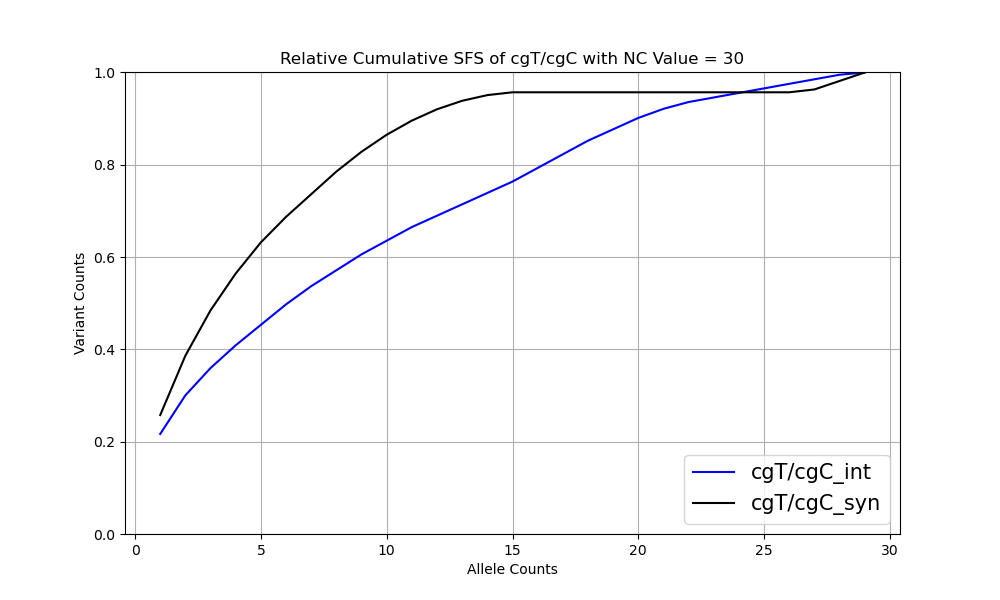 Relative Cumulative SFS of cgT/cgC with NC Value = 30
1.0
0.8
0.6
0.4
0.2
0.0
Variant Counts
0 5 10 15 20 25 30
Allele Counts
cgT/cgC_int
cgT/cgC_syn